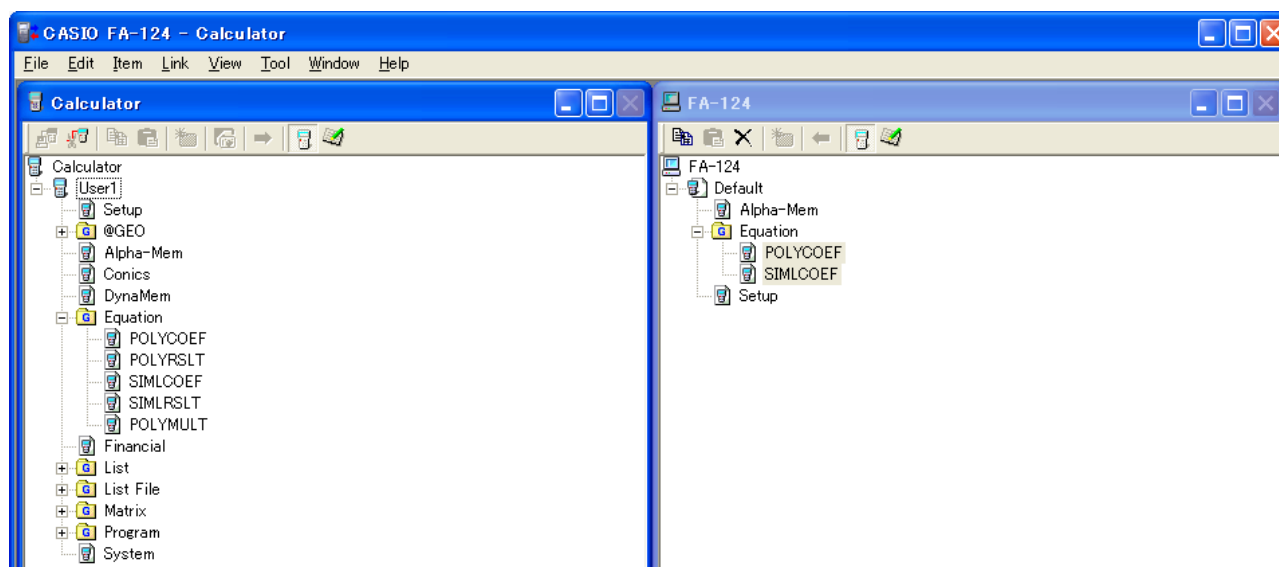 CASIO FA-124 - Calculator
File Edit Item Link View Tool Window Help
Calculator
Calculator
User1
Setup
@GEO
Alpha-Mem
Conics
DynaMem
Equation
POLYCOEF
POLYRSLT
SIMLCOEF
SIMLRSLT
POLYMULT
Financial
List
List File
Matrix
Program
System
FA-124
FA-124
Default
Alpha-Mem
Equation
POLYCOEF
SIMLCOEF
Setup